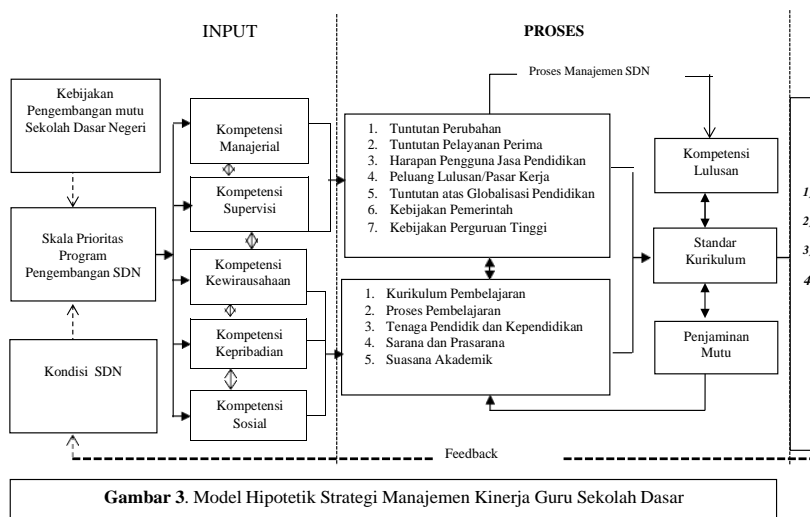 INPUT
PROSES
Kebijakan
Pengembangan mutu
Sekolah Dasar Negeri
Skala Prioritas
Program
Pengembangan SDN
Kondisi SDN
Kompetensi
Manajerial
Kompetensi
Supervisi
Kompetensi
Kewirausahaan
Kompetensi
Kepribadian
Kompetensi
Sosial
Proses Manajemen SDN
1. Tuntutan Perubahan
2. Tuntutan Pelayanan Perima
3. Harapan Pengguna Jasa Pendidikan
4. Peluang Lulusan/Pasar Kerja
5. Tuntutan atas Globalisasi Pendidikan
6. Kebijakan Pemerintah
7. Kebijakan Perguruan Tinggi
1. Kurikulum Pembelajaran
2. Proses Pembelajaran
3. Tenaga Pendidik dan Kependidikan
4. Sarana dan Prasarana
5. Suasana Akademik
Kompetensi
Lulusan
Standar
Kurikulum
Penjaminan
Mutu
1,
2,
3,
4
Feedback
Gambar 3. Model Hipotetik Strategi Manajemen Kinerja Guru Sekolah Dasar